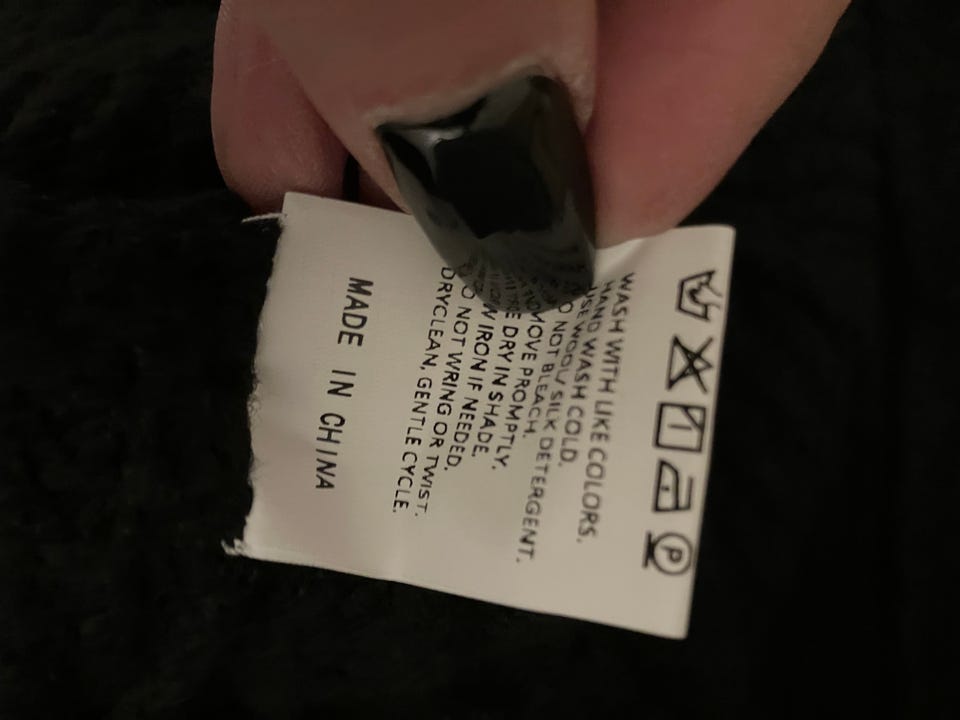 P
WASH WITH LIKE COLORS.
HAND WASH COLD.
WOOL/SILK DETERGENT.
NOT BLEACH.
PROMPTLY.
DRY IN SHADE.
IRON IF NEEDED.
NOT WRING OR TWIST.
DRYCLEAN, GENTLE CYCLE.
MADE IN CHINA